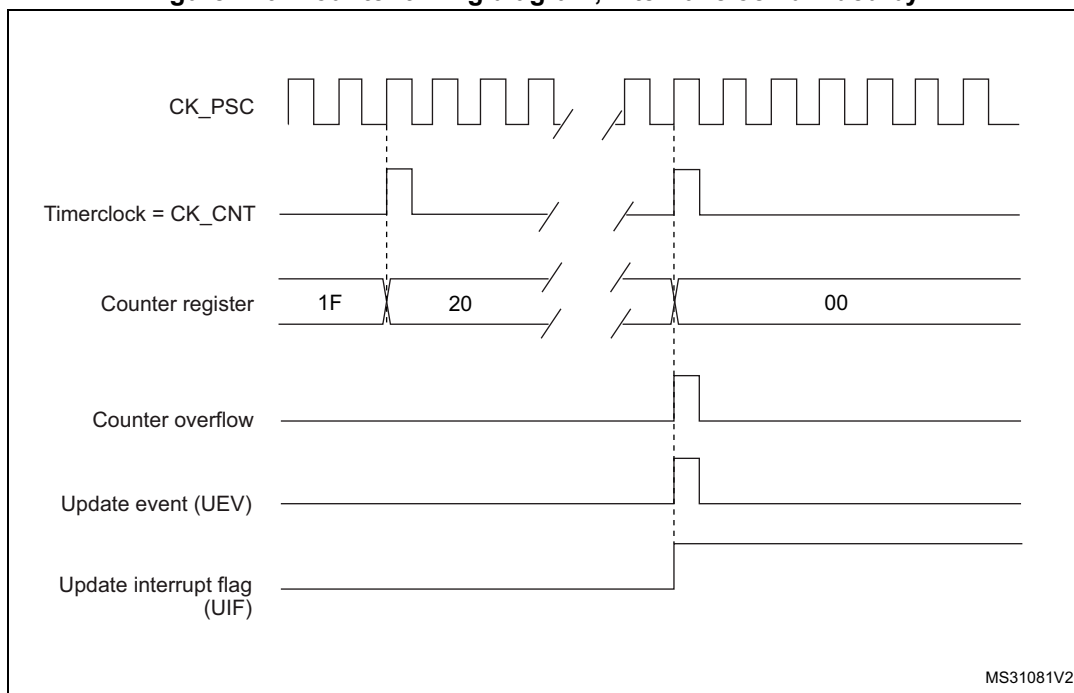 CK_PSC
Timerclock = CK_CNT
Counter register
1F
20
00
Counter overflow
Update event (UEV)
Update interrupt flag
(UIF)
MS31081V2